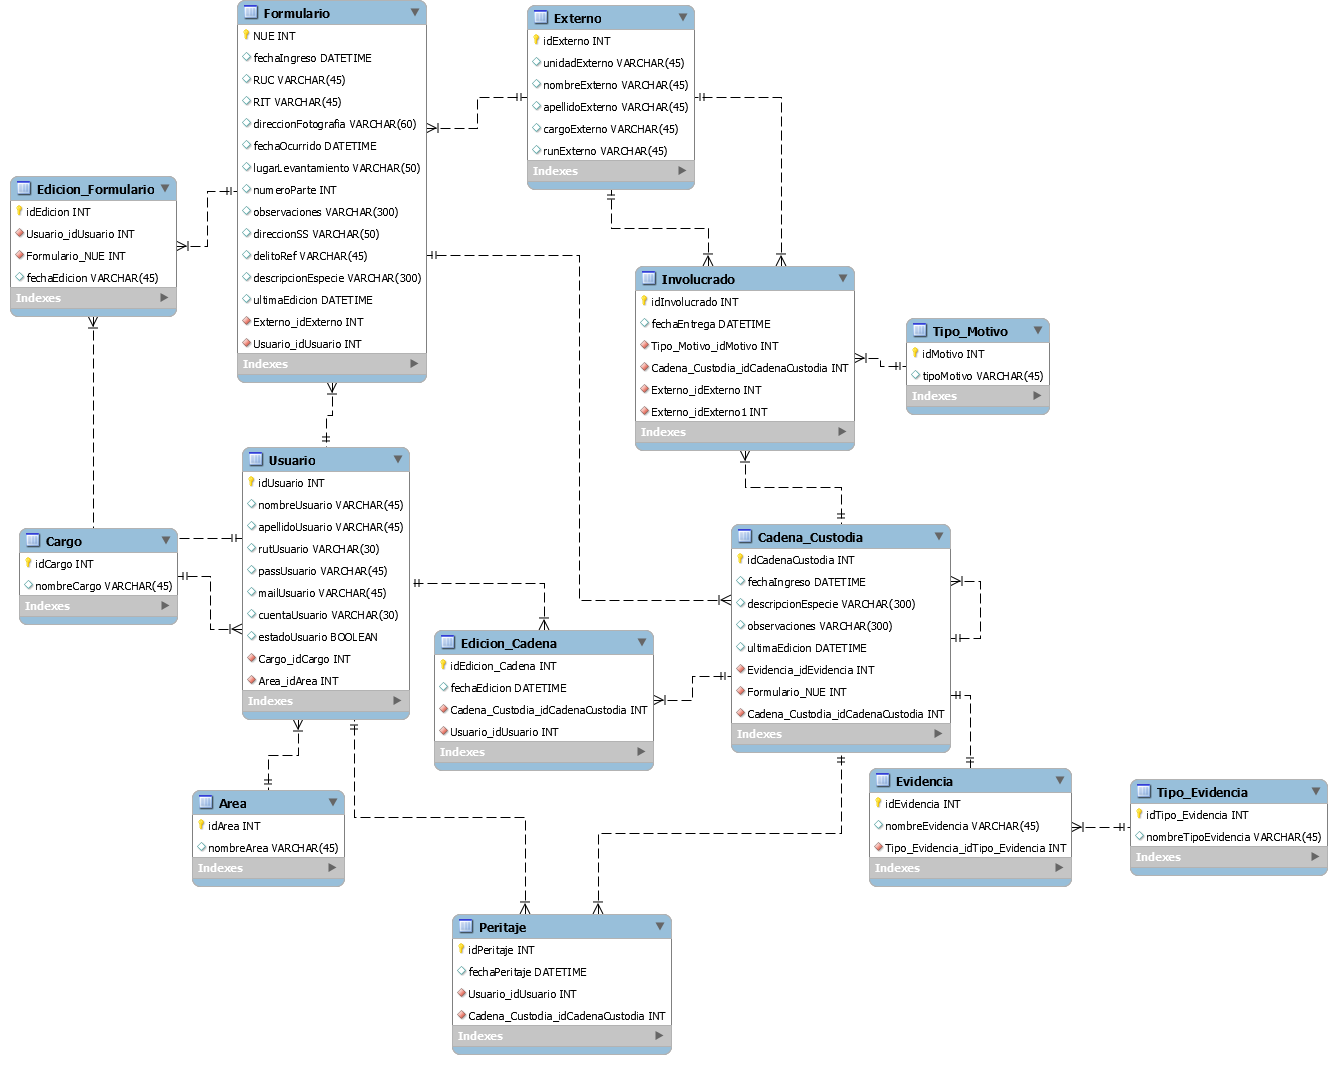 Formulario
NUE INT
fechaIngreso DATETIME
RUC VARCHAR(45)
RIT VARCHAR(45)
direccionFotografia VARCHAR(60)
fechaOcurrido DATETIME
lugarLevantamiento VARCHAR(50)
numeroParte INT
observaciones VARCHAR(300)
direccionSS VARCHAR(50)
delitoRef VARCHAR(45)
descripcionEspecie VARCHAR(300)
ultimaEdicion DATETIME
Externo_idExterno INT
Usuario_idUsuario INT
Indexes
Externo
idExterno INT
unidadExterno VARCHAR(45)
nombreExterno VARCHAR(45)
apellidoExterno VARCHAR(45)
cargoExterno VARCHAR(45)
runExterno VARCHAR(45)
Indexes
Edicion_Formulario
idEdicion INT
Usuario_idUsuario INT
Formulario_NUE INT
fechaEdicion VARCHAR(45)
Indexes
Involucrado
idInvolucrado INT
fechaEntrega DATETIME
Tipo_Motivo_idMotivo INT
Cadena_Custodia_idCadenaCustodia INT
Externo_idExterno INT
Externo_idExterno1 INT
Indexes
Tipo_Motivo
idMotivo INT
tipoMotivo VARCHAR(45)
Indexes
Usuario
idUsuario INT
nombreUsuario VARCHAR(45)
apellidoUsuario VARCHAR(45)
rutUsuario VARCHAR(30)
passUsuario VARCHAR(45)
mailUsuario VARCHAR(45)
cuentaUsuario VARCHAR(30)
estadoUsuario BOOLEAN
Cargo_idCargo INT
Area_idArea INT
Indexes
Cargo
idCargo INT
nombreCargo VARCHAR(45)
Indexes
Cadena_Custodia
idCadenaCustodia INT
fechaIngreso DATETIME
descripcionEspecie VARCHAR(300)
observaciones VARCHAR(300)
ultimaEdicion DATETIME
Evidencia_idEvidencia INT
Formulario_NUE INT
Cadena_Custodia_idCadenaCustodia INT
Indexes
Edicion_Cadena
idEdicion_Cadena INT
fechaEdicion DATETIME
Cadena_Custodia_idCadenaCustodia INT
Usuario_idUsuario INT
Indexes
Area
idArea INT
nombreArea VARCHAR(45)
Indexes
Evidencia
idEvidencia INT
nombreEvidencia VARCHAR(45)
Tipo_Evidencia_idTipo_Evidencia INT
Indexes
Tipo_Evidencia
idTipo_Evidencia INT
nombreTipoEvidencia VARCHAR(45)
Indexes
Peritaje
idPeritaje INT
fechaPeritaje DATETIME
Usuario_idUsuario INT
Cadena_Custodia_idCadenaCustodia INT
Indexes